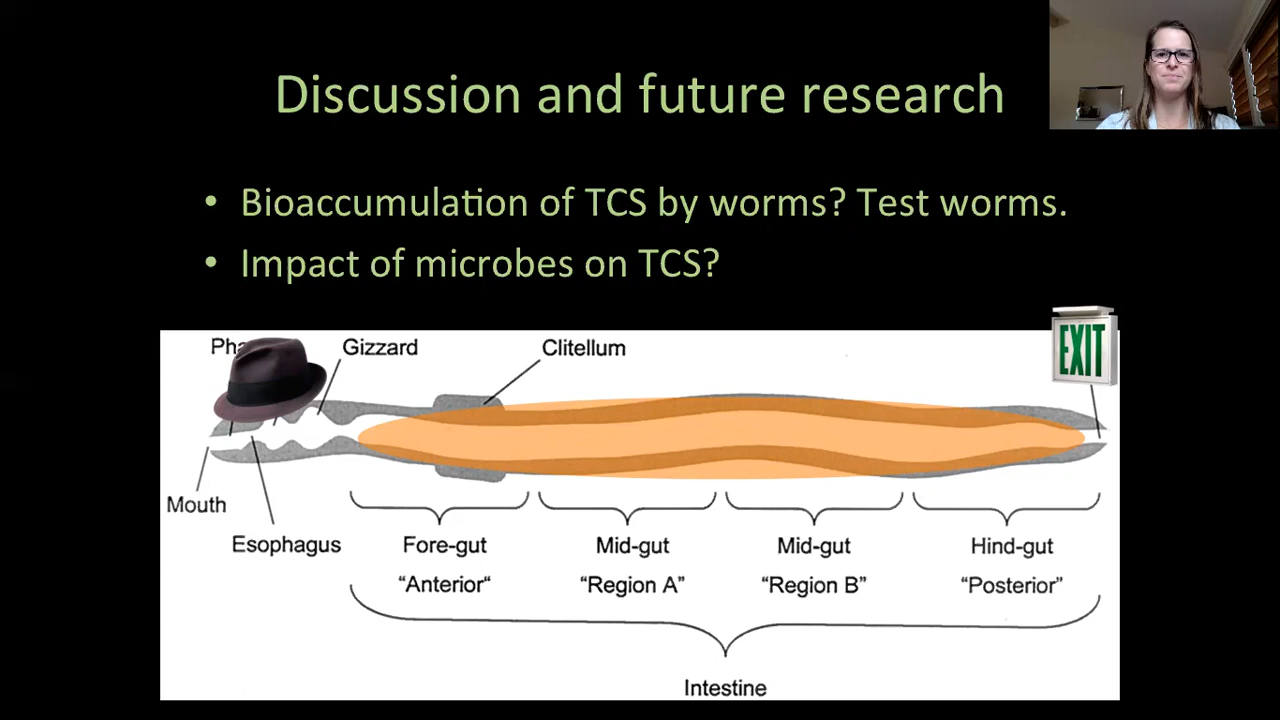 Discussion and future research
• Bioaccumulation of TCS by worms? Test worms.
• Impact of microbes on TCS?
EXIT
Gizzard
Clitellum
Mouth
Esophagus
Fore-gut
Mid-gut
Mid-gut
Hind-gut
“Anterior“
“Region A”
“Region B”
“Posterior”
Intestine